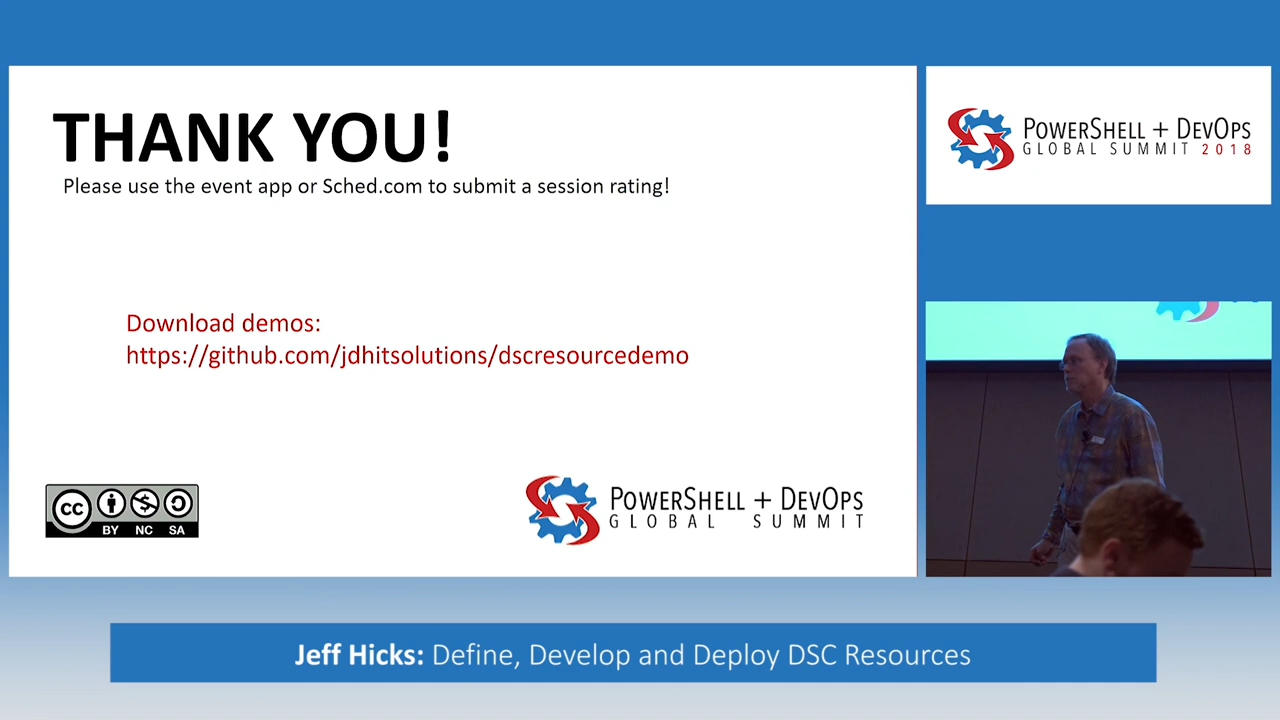 THANK YOU!
Please use the event app or Sched.com to submit a session rating!
Download demos:
https://github.com/jdhitsolutions/dscresourcedemo
CC
BY NC SA
POWERSHELL + DEVOPS
GLOBAL SUMMIT
POWERSHELL + DEVOPS
GLOBAL SUMMIT 2018
Jeff Hicks: Define, Develop and Deploy DSC Resources